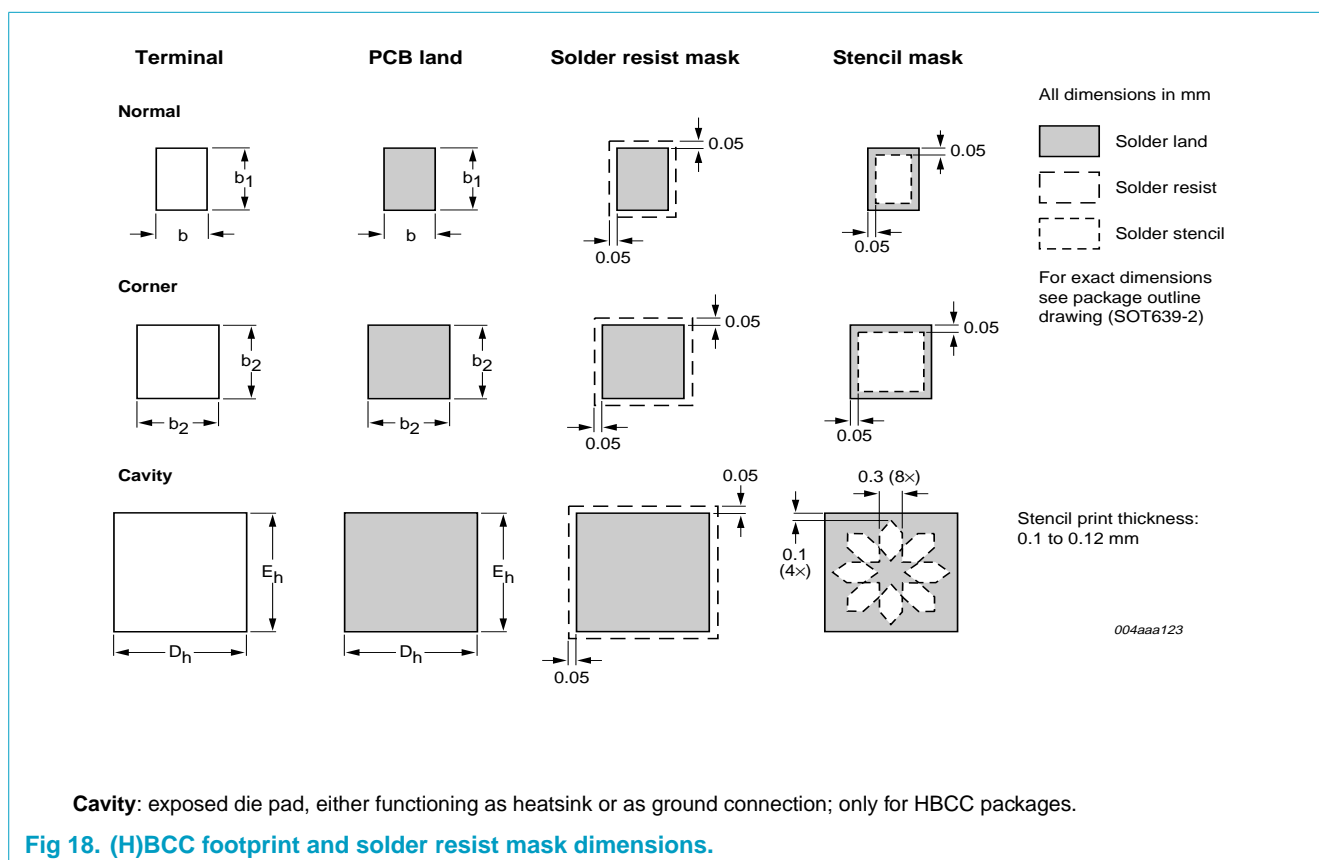 Terminal PCB land Solder resist mask Stencil mask
All dimensions in mm
Solder land
Solder resist
Solder stencil
For exact dimensions
see package outline
drawing (SOT639-2)
Normal
b1
b
b1
b
0.05
0.05
0.05
0.05
Corner
b2
b2
b2
b2
0.05
0.05
0.05
0.05
Cavity
Eh
Dh
Eh
Dh
0.05
0.05
0.3 (8×)
0.1
(4×)
Stencil print thickness:
0.1 to 0.12 mm
004aaa123
Cavity: exposed die pad, either functioning as heatsink or as ground connection; only for HBCC packages.
Fig 18. (H)BCC footprint and solder resist mask dimensions.